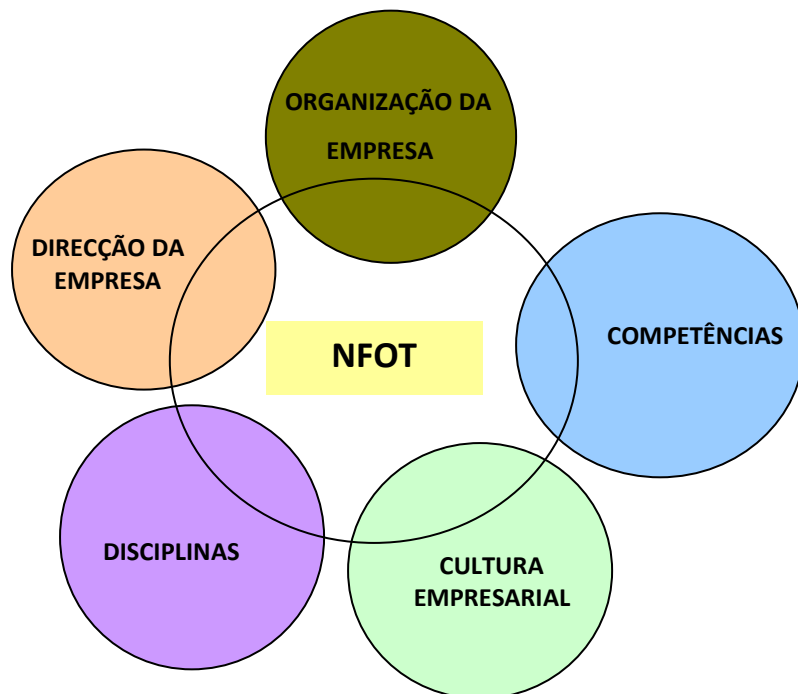 ORGANIZAÇÃO DA
EMPRESA
DIRECÇÃO DA
EMPRESA
COMPETÊNCIAS
NFOT
DISCIPLINAS
CULTURA
EMPRESARIAL